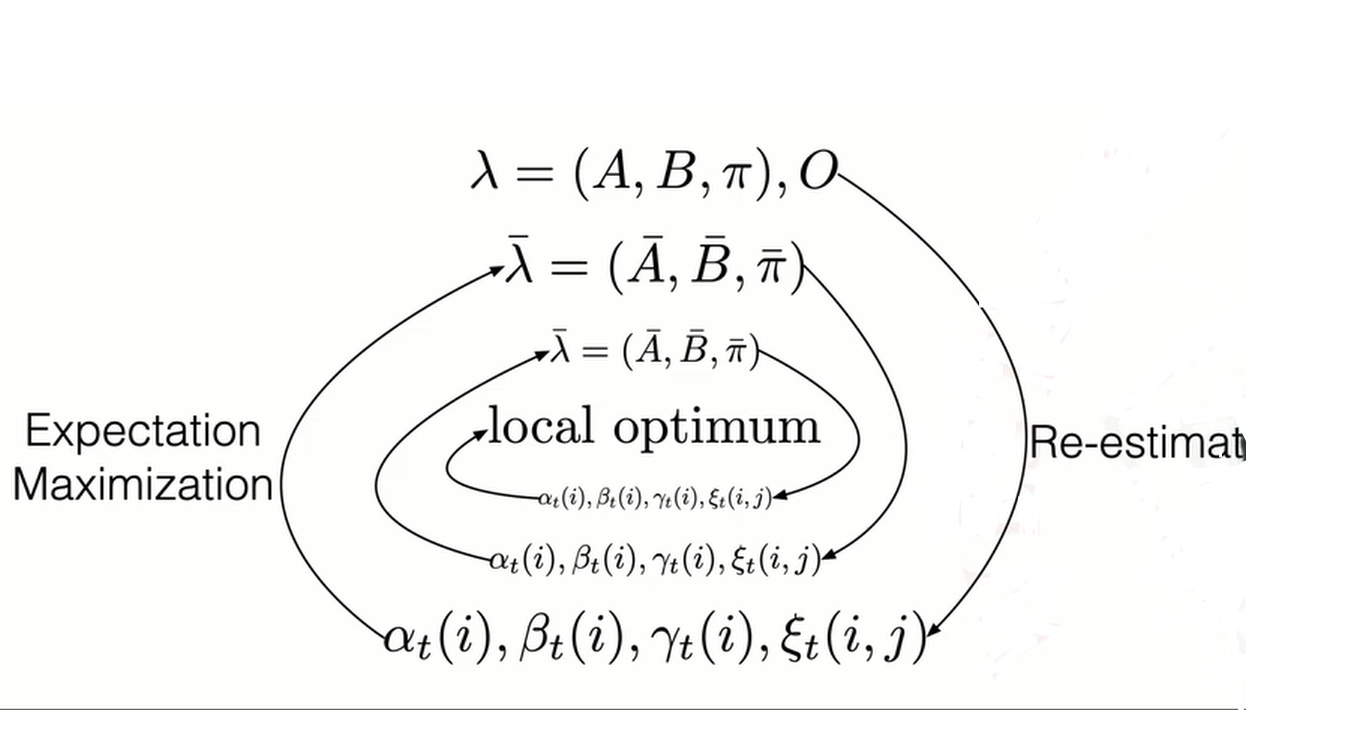 λ = (A, B, π), O
λ̄ = (Ā, B̄, π̄)
λ̄ = (Ā, B̄, π̄)
Expectation
Maximization
local optimum
Re-estimat
αₜ(i), βₜ(i), γₜ(i), ξₜ(i, j)
αₜ(i), βₜ(i), γₜ(i), ξₜ(i, j)
αₜ(i), βₜ(i), γₜ(i), ξₜ(i, j)